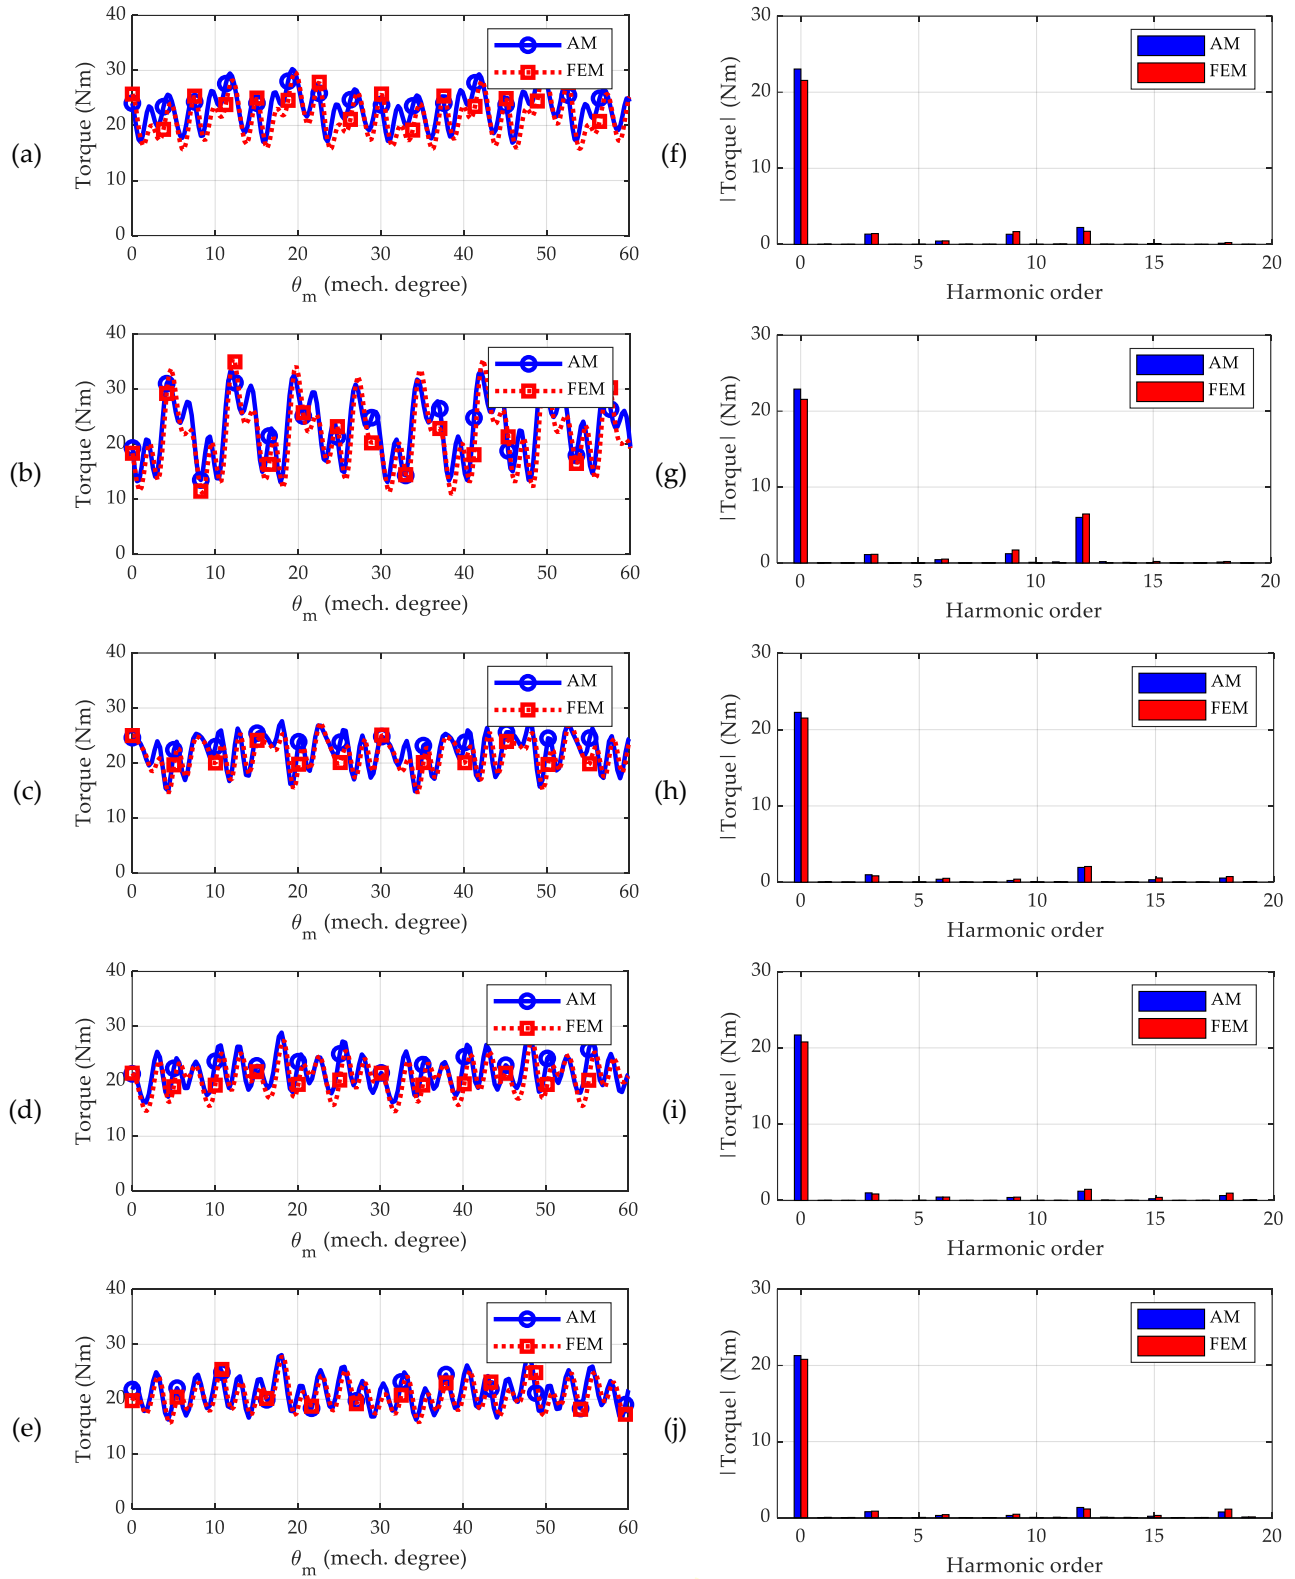 (a)
Torque (Nm)
40
30
20
10
0
AM
FEM
0 10 20 30 40 50 60
θm (mech. degree)
(f)
|Torque| (Nm)
30
20
10
0
AM
FEM
0 5 10 15 20
Harmonic order
(b)
Torque (Nm)
40
30
20
10
0
AM
FEM
0 10 20 30 40 50 60
θm (mech. degree)
(g)
|Torque| (Nm)
30
20
10
0
AM
FEM
0 5 10 15 20
Harmonic order
(c)
Torque (Nm)
40
30
20
10
0
AM
FEM
0 10 20 30 40 50 60
θm (mech. degree)
(h)
|Torque| (Nm)
30
20
10
0
AM
FEM
0 5 10 15 20
Harmonic order
(d)
Torque (Nm)
40
30
20
10
0
AM
FEM
0 10 20 30 40 50 60
θm (mech. degree)
(i)
|Torque| (Nm)
30
20
10
0
AM
FEM
0 5 10 15 20
Harmonic order
(e)
Torque (Nm)
40
30
20
10
0
AM
FEM
0 10 20 30 40 50 60
θm (mech. degree)
(j)
|Torque| (Nm)
30
20
10
0
AM
FEM
0 5 10 15 20
Harmonic order